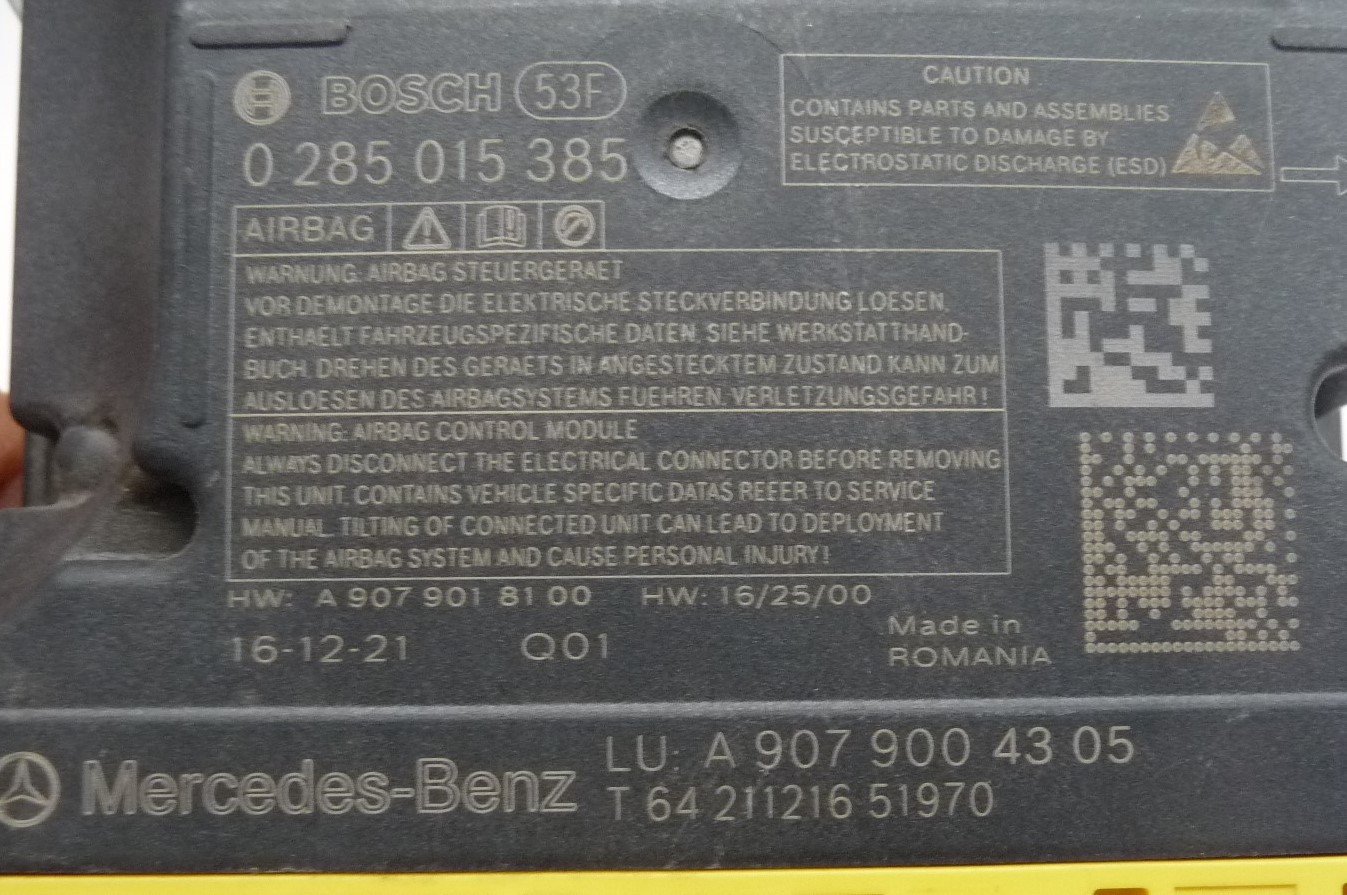 BOSCH 53F
0 285 015 385
CAUTION
CONTAINS PARTS AND ASSEMBLIES
SUSCEPTIBLE TO DAMAGE BY
ELECTROSTATIC DISCHARGE (ESD)
AIRBAG
WARNUNG: AIRBAG STEUERGERAET
VOR DEMONTAGE DIE ELEKTRISCHE STECKVERBINDUNG LOESEN.
ENTHAELT FAHRZEUGSPEZIFISCHE DATEN, SIEHE WERKSTATTHAND-
BUCH. DREHEN DES GERAETS IN ANGESTECKTEM ZUSTAND KANN ZUM
AUSLOESEN DES AIRBAGSYSTEMS FUEHREN. VERLETZUNGSGEFAHR!
WARNING: AIRBAG CONTROL MODULE
ALWAYS DISCONNECT THE ELECTRICAL CONNECTOR BEFORE REMOVING
THIS UNIT. CONTAINS VEHICLE SPECIFIC DATAS REFER TO SERVICE
MANUAL. TILTING OF CONNECTED UNIT CAN LEAD TO DEPLOYMENT
OF THE AIRBAG SYSTEM AND CAUSE PERSONAL INJURY!
HW: A 907 901 81 00 HW: 16/25/00
16-12-21 Q01
Made in
ROMANIA
Mercedes-Benz
LU: A 907 900 43 05
T 64 211216 51970